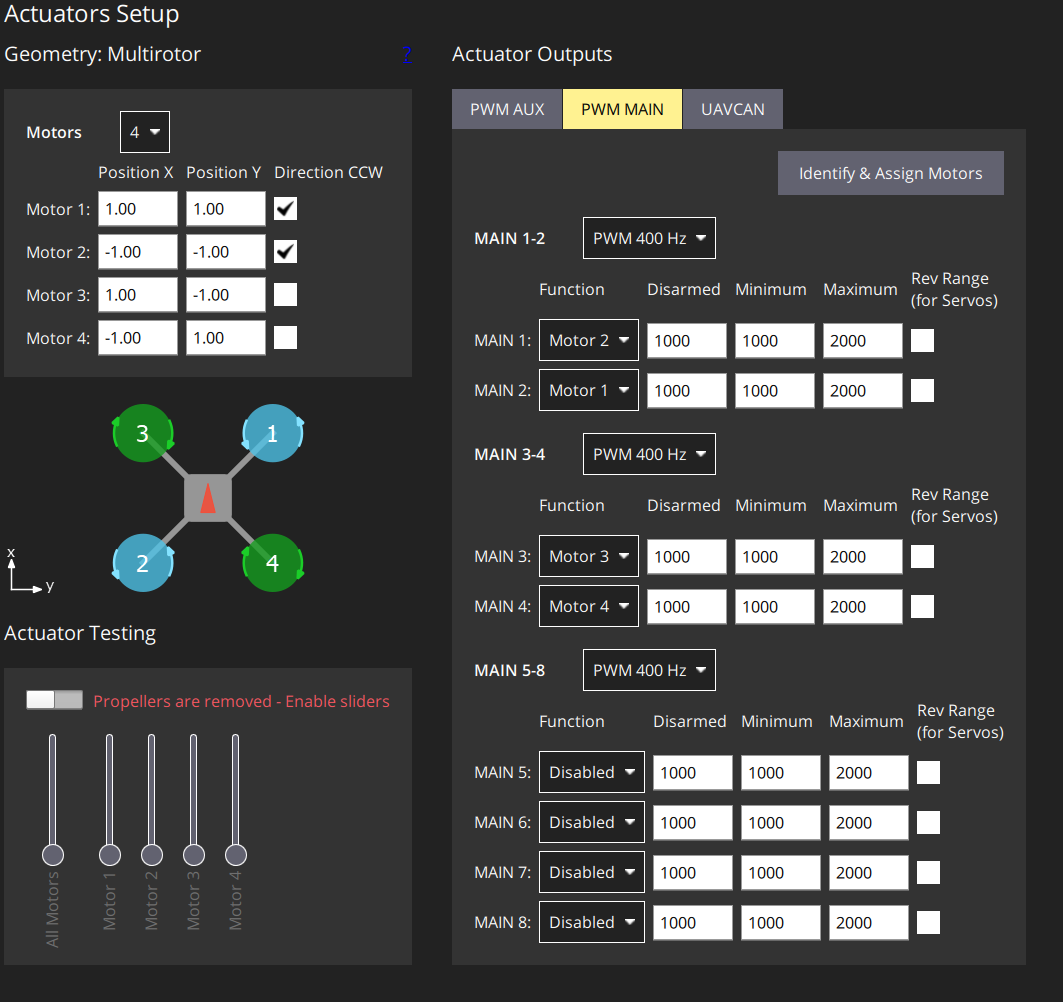 Actuators Setup
Geometry: Multirotor
?
Motors 4
Position X Position Y Direction CCW
Motor 1: 1.00 1.00
Motor 2: -1.00 -1.00
Motor 3: 1.00 -1.00
Motor 4: -1.00 1.00
3 1
2 4
x
y
Actuator Testing
Propellers are removed - Enable sliders
All Motors
Motor 1
Motor 2
Motor 3
Motor 4
Actuator Outputs
PWM AUX PWM MAIN UAVCAN
Identify & Assign Motors
MAIN 1-2 PWM 400 Hz
Function Disarmed Minimum Maximum Rev Range
(for Servos)
MAIN 1: Motor 2 1000 1000 2000
MAIN 2: Motor 1 1000 1000 2000
MAIN 3-4 PWM 400 Hz
Function Disarmed Minimum Maximum Rev Range
(for Servos)
MAIN 3: Motor 3 1000 1000 2000
MAIN 4: Motor 4 1000 1000 2000
MAIN 5-8 PWM 400 Hz
Function Disarmed Minimum Maximum Rev Range
(for Servos)
MAIN 5: Disabled 1000 1000 2000
MAIN 6: Disabled 1000 1000 2000
MAIN 7: Disabled 1000 1000 2000
MAIN 8: Disabled 1000 1000 2000